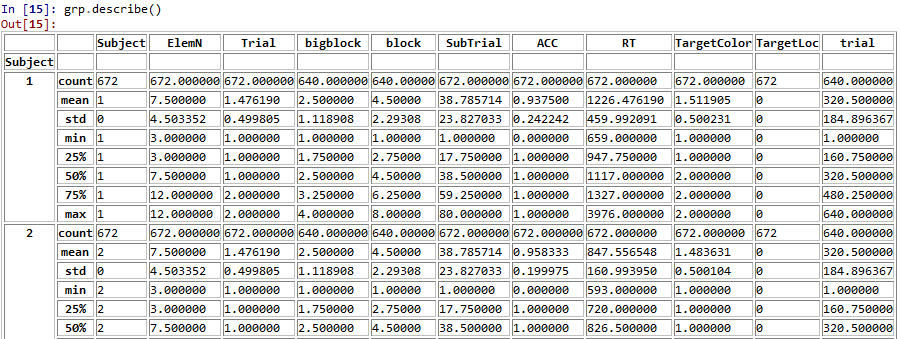 In [15]: grp.describe()
Out[15]:
Subject ElemN Trial bigblock block SubTrial ACC RT TargetColor TargetLoc trial
Subject
1 count 672 672.000000 672.000000 640.000000 640.00000 672.000000 672.000000 672.000000 672.000000 672 640.000000
mean 1 7.500000 1.476190 2.500000 4.50000 38.785714 0.937500 1226.476190 1.511905 0 320.500000
std 0 4.503352 0.499805 1.118908 2.29308 23.827033 0.242242 459.992091 0.500231 0 184.896367
min 1 3.000000 1.000000 1.000000 1.00000 1.000000 0.000000 659.000000 1.000000 0 1.000000
25% 1 3.000000 1.000000 1.750000 2.75000 17.750000 1.000000 947.750000 1.000000 0 160.750000
50% 1 7.500000 1.000000 2.500000 4.50000 38.500000 1.000000 1117.000000 2.000000 0 320.500000
75% 1 12.000000 2.000000 3.250000 6.25000 59.250000 1.000000 1327.000000 2.000000 0 480.250000
max 1 12.000000 2.000000 4.000000 8.00000 80.000000 1.000000 3976.000000 2.000000 0 640.000000
2 count 672 672.000000 672.000000 640.000000 640.00000 672.000000 672.000000 672.000000 672.000000 672 640.000000
mean 2 7.500000 1.476190 2.500000 4.50000 38.785714 0.958333 847.556548 1.483631 0 320.500000
std 0 4.503352 0.499805 1.118908 2.29308 23.827033 0.199975 160.993950 0.500104 0 184.896367
min 2 3.000000 1.000000 1.000000 1.00000 1.000000 0.000000 593.000000 1.000000 0 1.000000
25% 2 3.000000 1.000000 1.750000 2.75000 17.750000 1.000000 720.000000 1.000000 0 160.750000
50% 2 7.500000 1.000000 2.500000 4.50000 38.500000 1.000000 826.500000 1.000000 0 320.500000